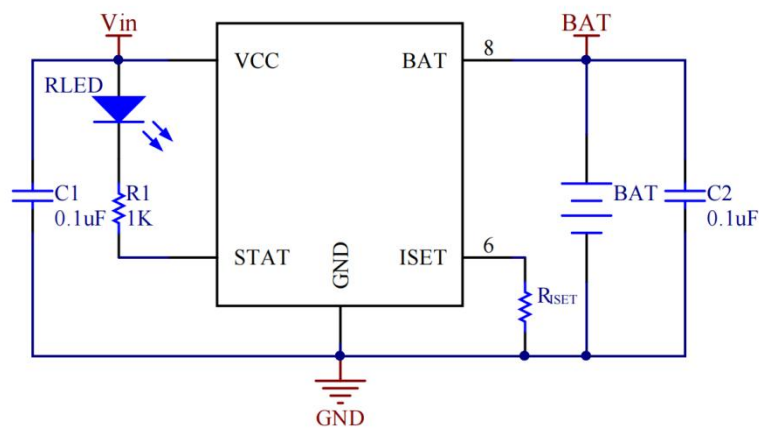 Vin
BAT
VCC
BAT
8
RLED
C1
0.1uF
R1
1K
BAT
C2
0.1uF
STAT
GND
ISET
6
RISET
GND